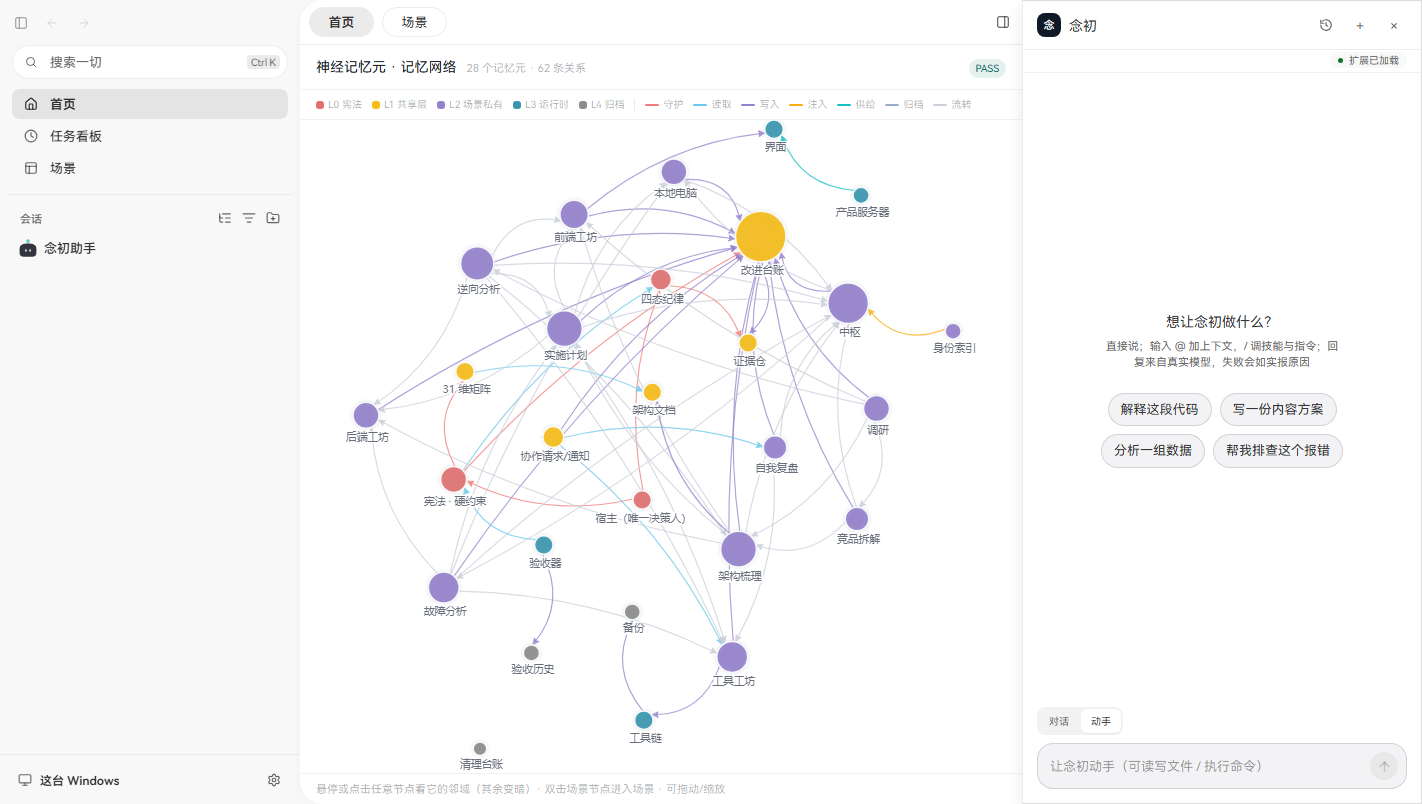 搜索一切
Ctrl K
首页
任务看板
场景
会话
念初助手
这台 Windows
首页
场景
神经记忆元 · 记忆网络
28 个记忆元 · 62 条关系
PASS
L0 宪法
L1 共享层
L2 场景私有
L3 运行时
L4 归档
守护
读取
写入
注入
供给
归档
流转
界面
本地电脑
产品服务器
前端工坊
改进台账
逆向分析
四态纪律
中枢
身份索引
实施计划
证据仓
31 维矩阵
架构文档
后端工坊
调研
协作请求/通知
自我复盘
宪法 · 硬约束
宿主（唯一决策人）
竞品拆解
验收器
架构梳理
故障分析
备份
验收历史
工具工坊
工具链
清理台账
悬停或点击任意节点看它的邻域（其余变暗）· 双击场景节点进入场景 · 可拖动/缩放
念
念初
扩展已加载
想让念初做什么？
直接说；输入 @ 加上下文，/ 调技能与指令；回
复来自真实模型，失败会如实报原因
解释这段代码
写一份内容方案
分析一组数据
帮我排查这个报错
对话
动手
让念初动手（可读写文件 / 执行命令）